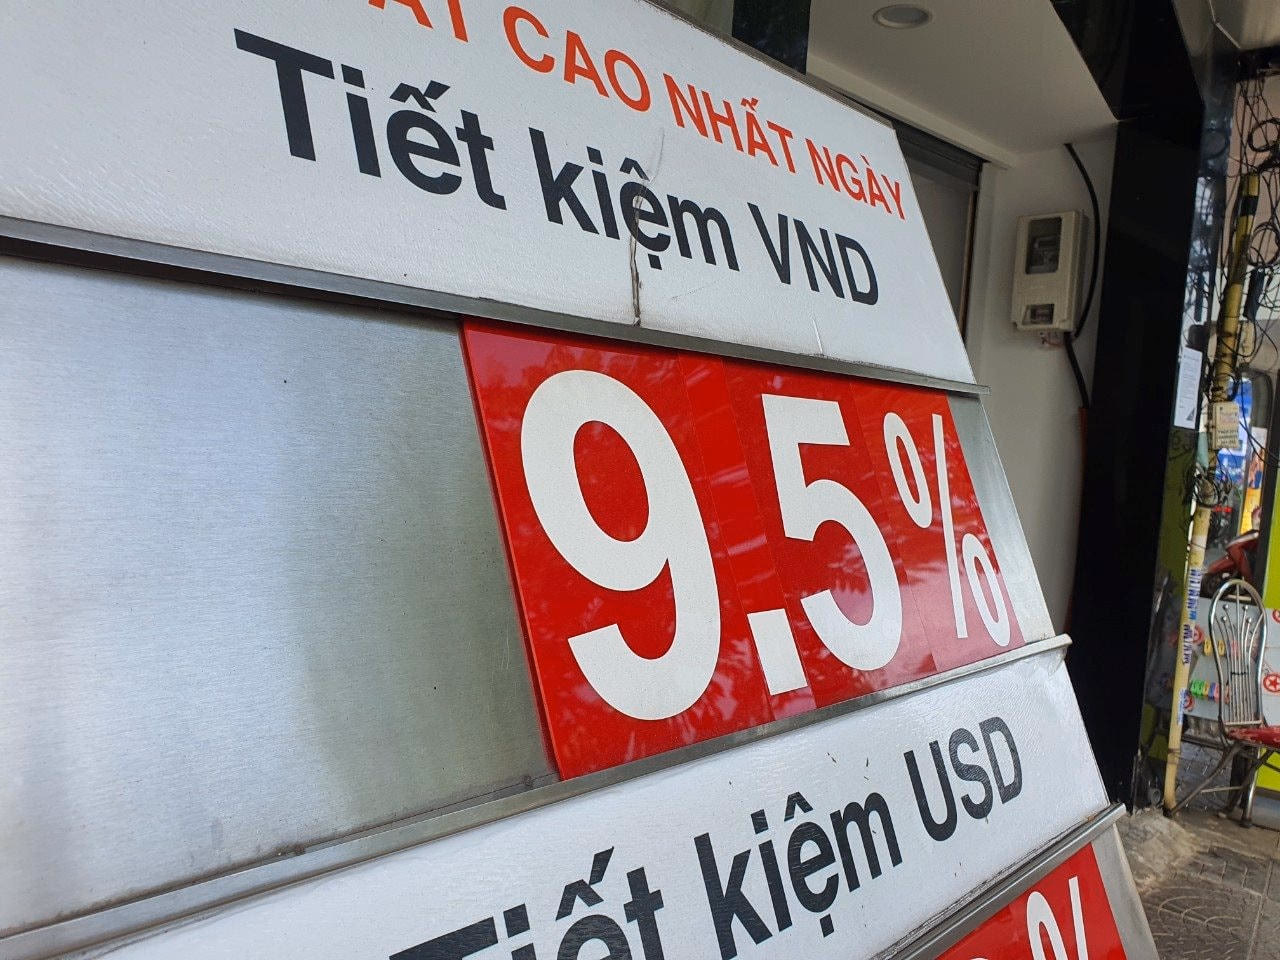 CAO NHẤT NGÀY
Tiết kiệm VND
9.5%
Tiết kiệm USD
%